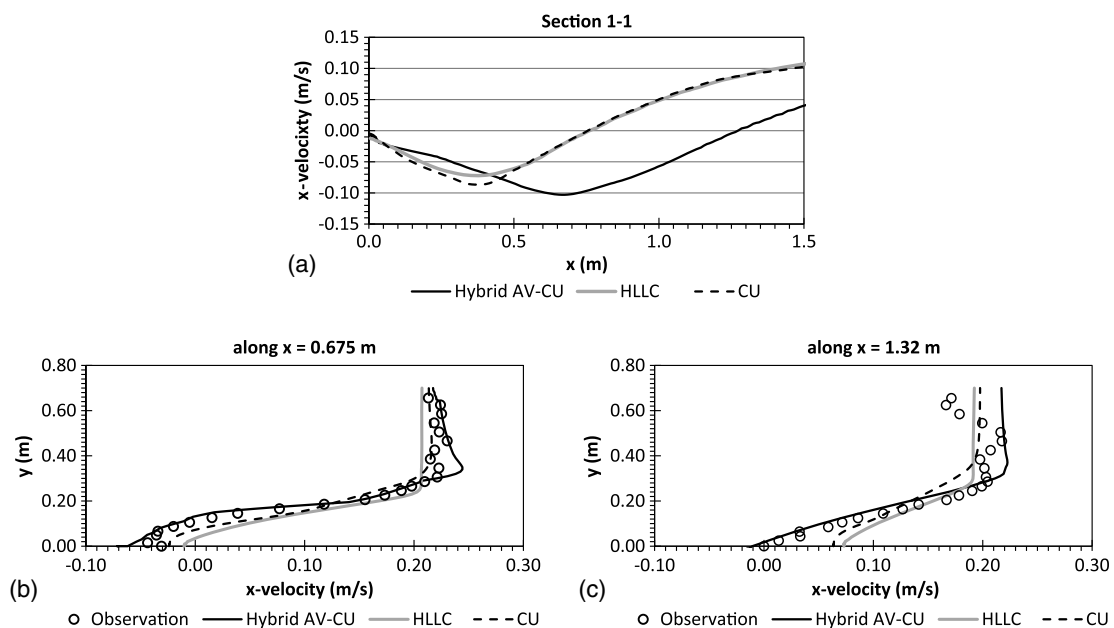 Section 1-1
0.15
0.10
0.05
0.00
-0.05
-0.10
-0.15
x-velocixty (m/s)
0.0 0.5 1.0 1.5
x (m)
(a)
Hybrid AV-CU HLLC CU
along x = 0.675 m
0.80
0.60
0.40
0.20
0.00
y (m)
-0.10 0.00 0.10 0.20 0.30
x-velocity (m/s)
(b)
Observation Hybrid AV-CU HLLC CU
along x = 1.32 m
0.80
0.60
0.40
0.20
0.00
y (m)
-0.10 0.00 0.10 0.20 0.30
x-velocity (m/s)
(c)
Observation Hybrid AV-CU HLLC CU